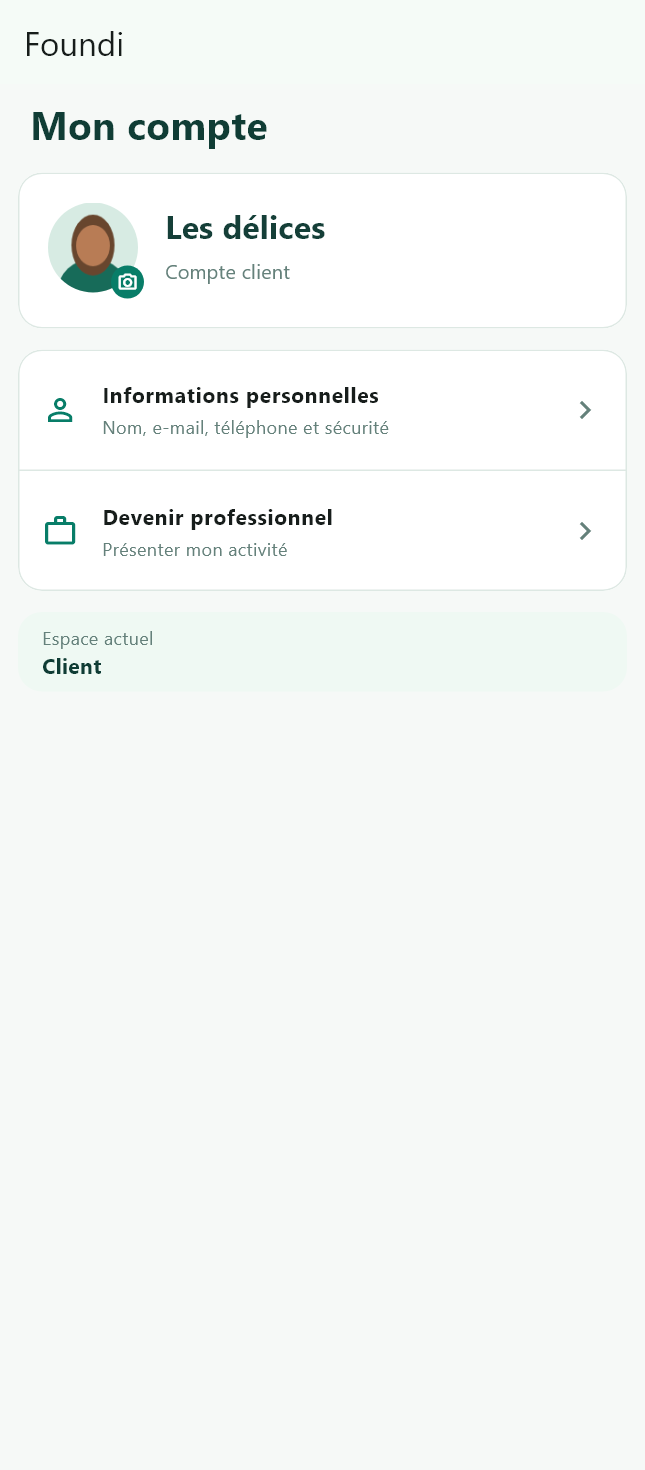 Foundi
Mon compte
Les délices
Compte client
Informations personnelles
Nom, e-mail, téléphone et sécurité
Devenir professionnel
Présenter mon activité
Espace actuel
Client